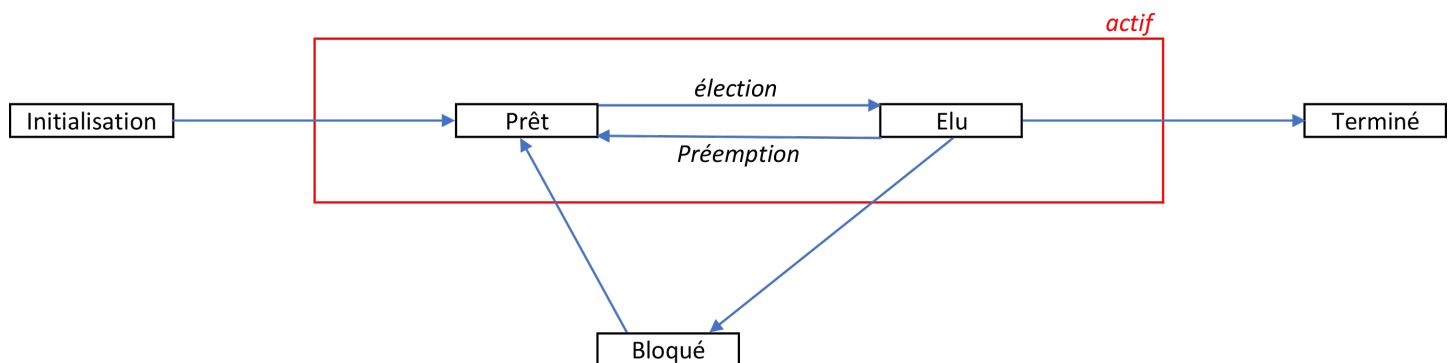 actif
élection
Initialisation
Prêt
Elu
Terminé
Préemption
Bloqué